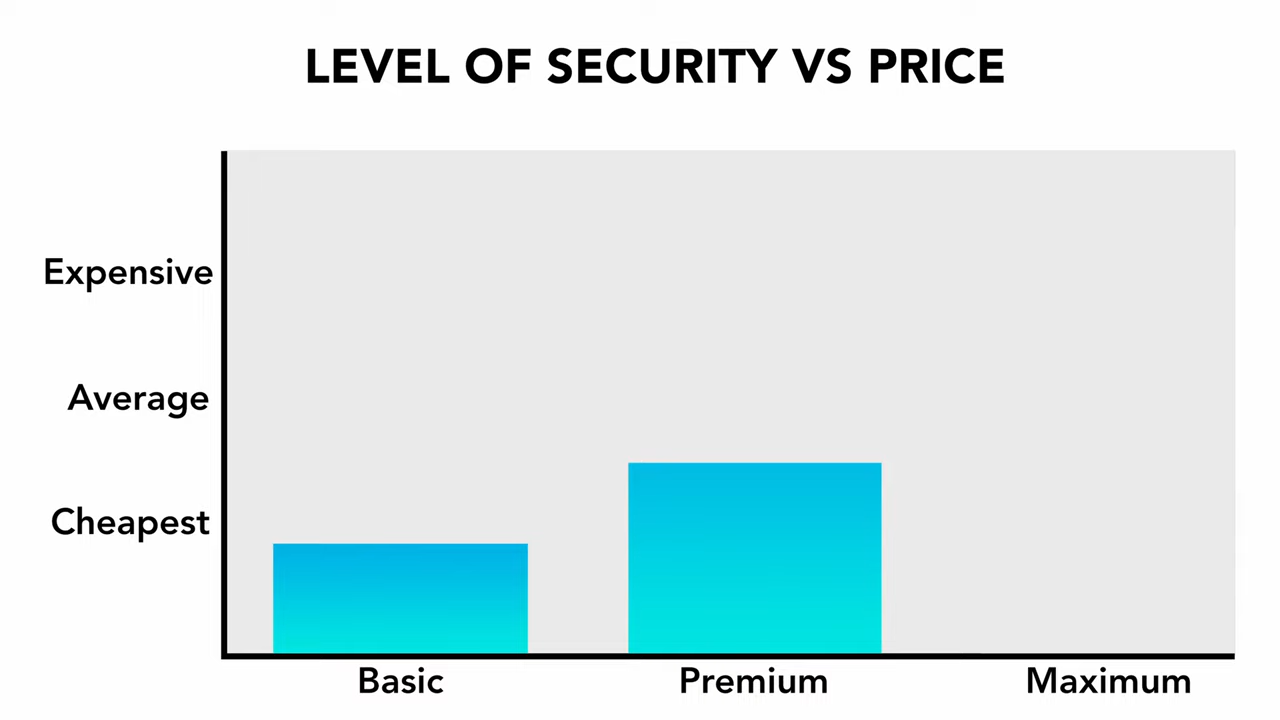 LEVEL OF SECURITY VS PRICE
Expensive
Average
Cheapest
Basic Premium Maximum